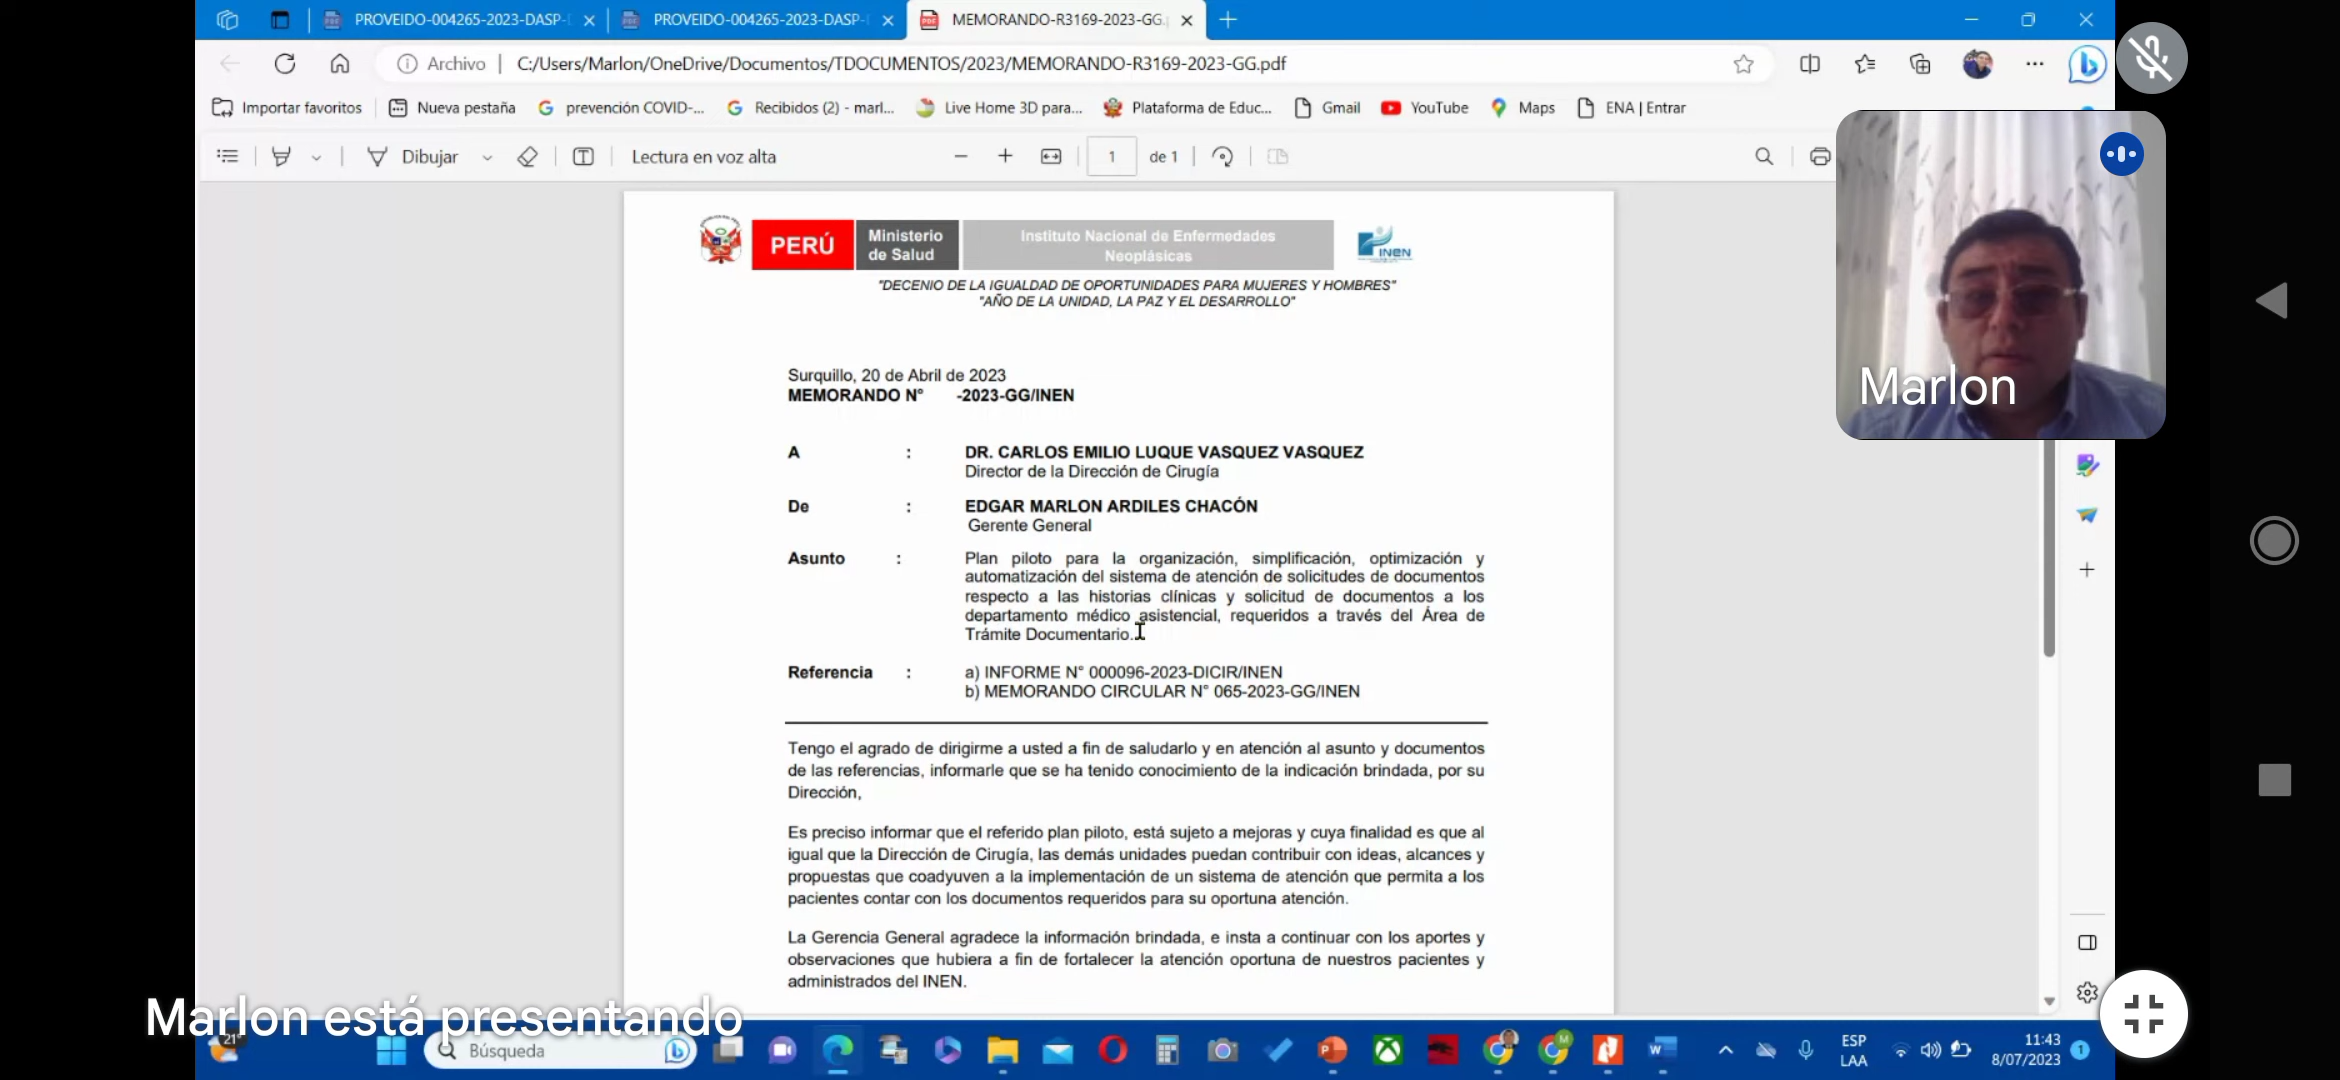 PROVEIDO-004265-2023-DASP-
PROVEIDO-004265-2023-DASP-
MEMORANDO-R3169-2023-GG.
Archivo
C:/Users/Marlon/OneDrive/Documentos/TDOCUMENTOS/2023/MEMORANDO-R3169-2023-GG.pdf
Importar favoritos
Nueva pestaña
prevención COVID-...
Recibidos (2) - marl...
Live Home 3D para...
Plataforma de Educ...
Gmail
YouTube
Maps
ENA | Entrar
Dibujar
Lectura en voz alta
1
de 1
PERÚ
Ministerio
de Salud
Instituto Nacional de Enfermedades
Neoplásicas
INEN
"DECENIO DE LA IGUALDAD DE OPORTUNIDADES PARA MUJERES Y HOMBRES"
"AÑO DE LA UNIDAD, LA PAZ Y EL DESARROLLO"
Surquillo, 20 de Abril de 2023
MEMORANDO N° -2023-GG/INEN
A : DR. CARLOS EMILIO LUQUE VASQUEZ VASQUEZ
Director de la Dirección de Cirugía
De : EDGAR MARLON ARDILES CHACÓN
Gerente General
Asunto : Plan piloto para la organización, simplificación, optimización y
automatización del sistema de atención de solicitudes de documentos
respecto a las historias clínicas y solicitud de documentos a los
departamento médico asistencial, requeridos a través del Área de
Trámite Documentario.
Referencia : a) INFORME N° 000096-2023-DICIR/INEN
b) MEMORANDO CIRCULAR N° 065-2023-GG/INEN
Tengo el agrado de dirigirme a usted a fin de saludarlo y en atención al asunto y documentos
de las referencias, informarle que se ha tenido conocimiento de la indicación brindada, por su
Dirección,
Es preciso informar que el referido plan piloto, está sujeto a mejoras y cuya finalidad es que al
igual que la Dirección de Cirugía, las demás unidades puedan contribuir con ideas, alcances y
propuestas que coadyuven a la implementación de un sistema de atención que permita a los
pacientes contar con los documentos requeridos para su oportuna atención.
La Gerencia General agradece la información brindada, e insta a continuar con los aportes y
observaciones que hubiera a fin de fortalecer la atención oportuna de nuestros pacientes y
administrados del INEN.
Marlon
Marlon está presentando
21°
Búsqueda
ESP
LAA
11:43
8/07/2023
1